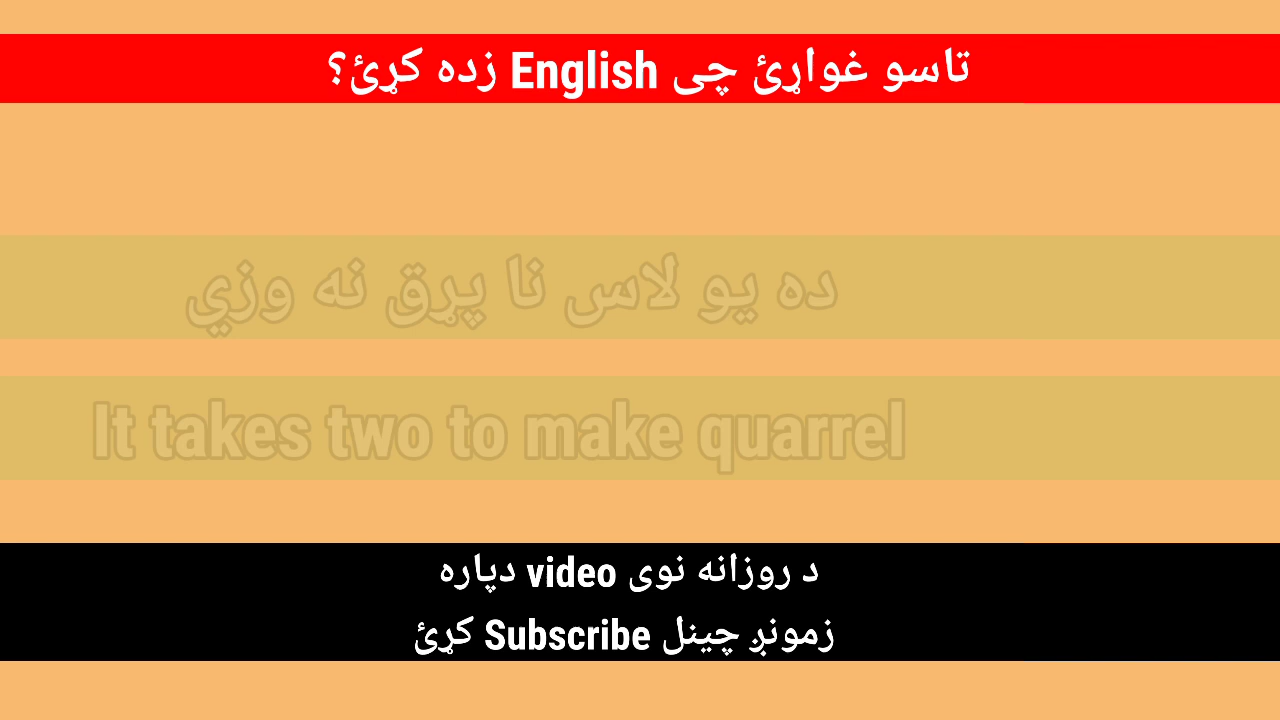 تاسو غواړئ چی English زده کړئ؟
ده یو لاس نا پړق نه وزي
It takes two to make quarrel
د روزانه نوی video دپاره
زمونږ چینل Subscribe کړئ